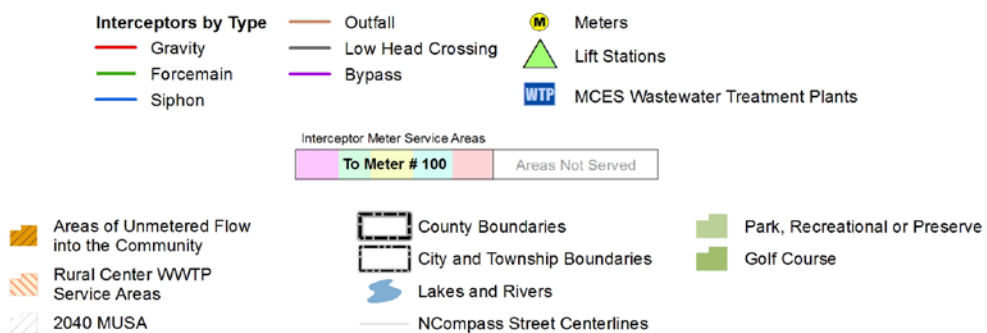 Interceptors by Type
Gravity
Forcemain
Siphon
Outfall
Low Head Crossing
Bypass
M Meters
Lift Stations
WTP MCES Wastewater Treatment Plants
Interceptor Meter Service Areas
To Meter # 100
Areas Not Served
Areas of Unmetered Flow
into the Community
Rural Center WWTP
Service Areas
2040 MUSA
County Boundaries
City and Township Boundaries
Lakes and Rivers
NCompass Street Centerlines
Park, Recreational or Preserve
Golf Course